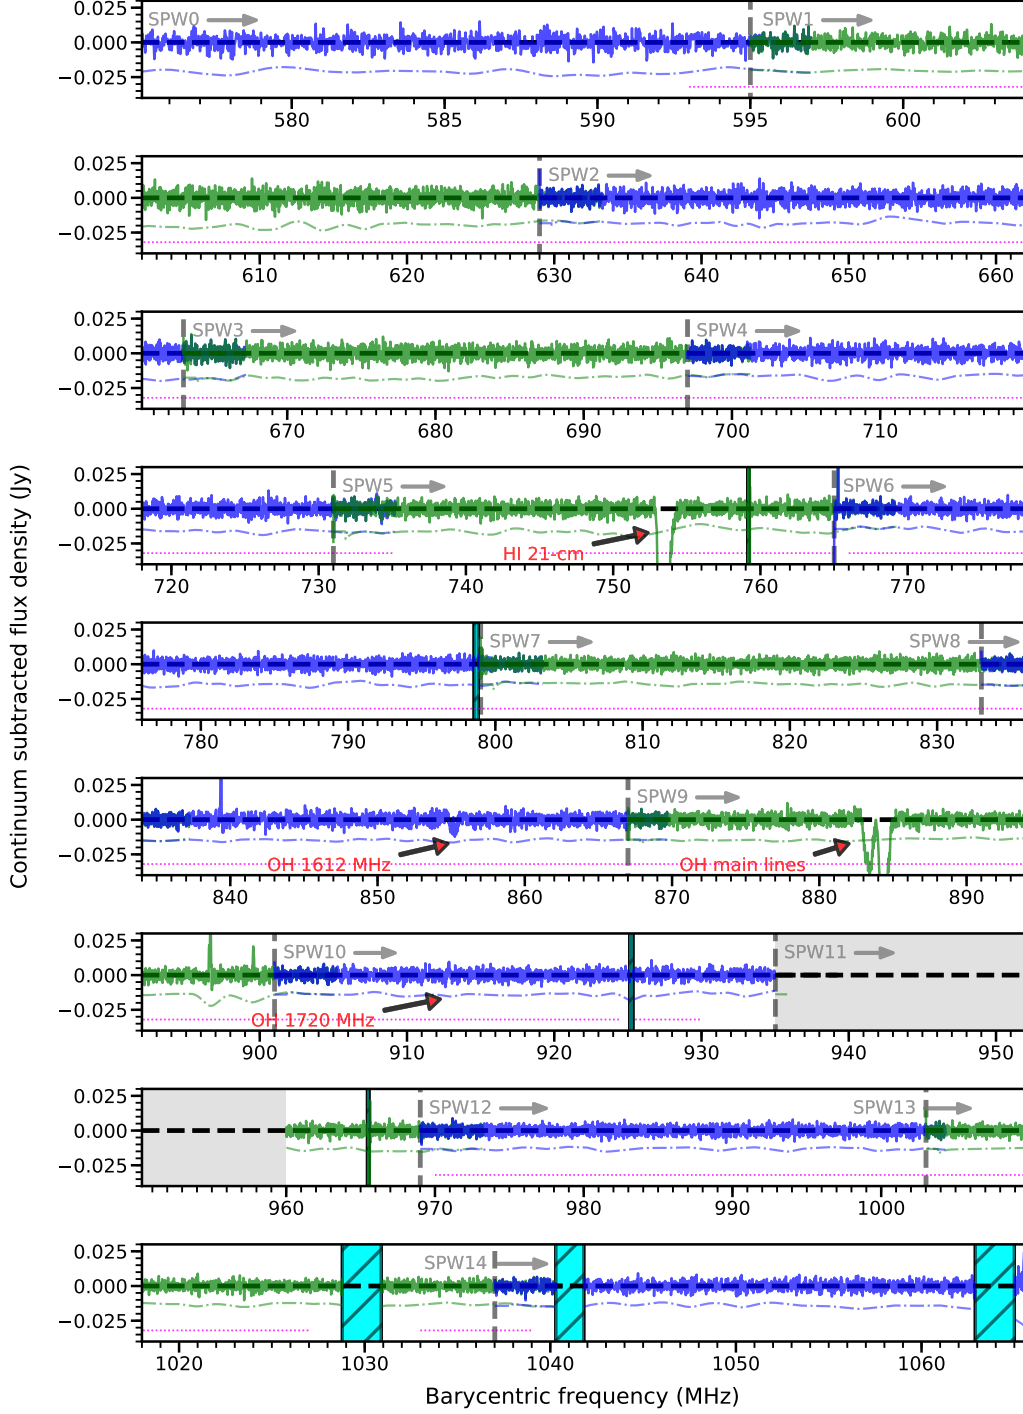 SPW0 SPW1
0.000
−0.025
580 585 590 595 600
0.025
SPW2
0.000
−0.025
610 620 630 640 650 660
0.025
SPW3 SPW4
0.000
−0.025
670 680 690 700 710
0.025
SPW5 SPW6
0.000
−0.025
HI 21-cm
720 730 740 750 760 770
0.025
SPW7 SPW8
0.000
−0.025
780 790 800 810 820 830
0.025
SPW9
0.000
−0.025
OH 1612 MHz OH main lines
840 850 860 870 880 890
0.025
SPW10 SPW11
0.000
−0.025
OH 1720 MHz
900 910 920 930 940 950
0.025
SPW12 SPW13
0.000
−0.025
960 970 980 990 1000
0.025
SPW14
0.000
−0.025
1020 1030 1040 1050 1060
Barycentric frequency (MHz)
Continuum subtracted flux density (Jy)